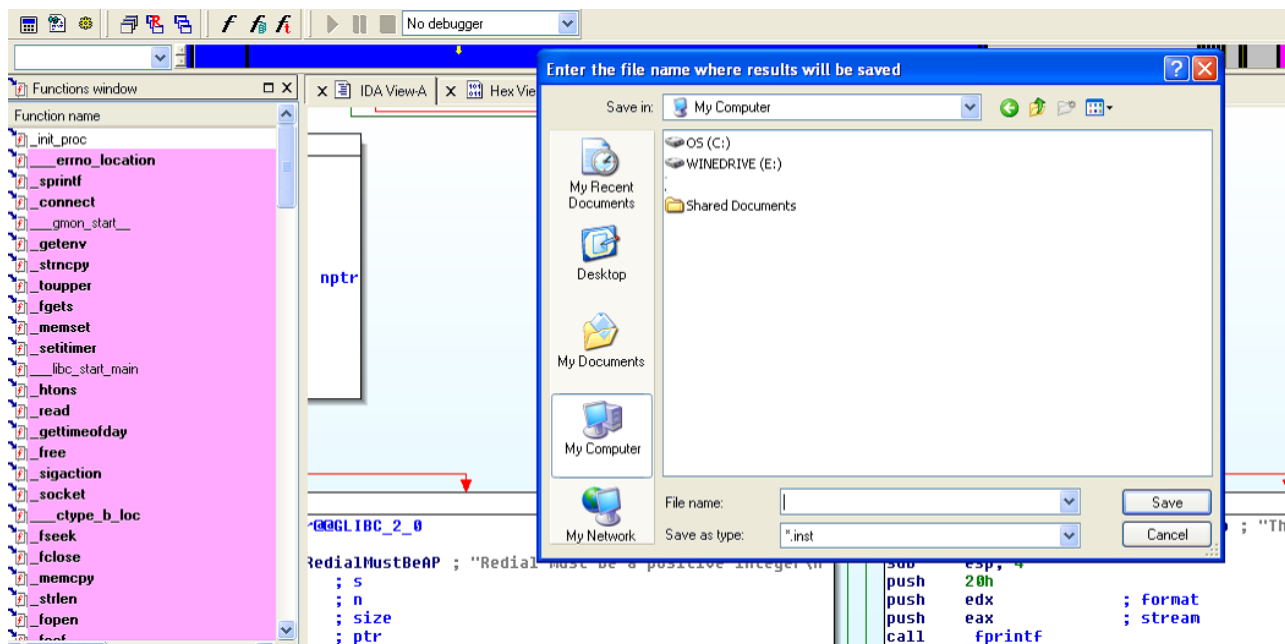 No debugger
Enter the file name where results will be saved
Functions window
IDA View-A
Hex Vie
Save in:
My Computer
Function name
_init_proc
___errno_location
_sprintf
_connect
___gmon_start__
_getenv
_strncpy
_toupper
_fgets
_memset
_setitimer
___libc_start_main
_htons
_read
_gettimeofday
_free
_sigaction
_socket
___ctype_b_loc
_fseek
_fclose
_memcpy
_strlen
_fopen
nptr
My Recent Documents
Desktop
My Documents
My Computer
My Network
OS (C:)
WINEDRIVE (E:)
Shared Documents
File name:
Save
Save as type:
*.inst
Cancel
r@@GLIBC_2_0
RedialMustBeAP ; "Redial must be a positive integer\n
; s
; n
; size
; ptr
; "Th
sub esp, 4
push 20h
push edx ; format
push eax ; stream
call _fprintf